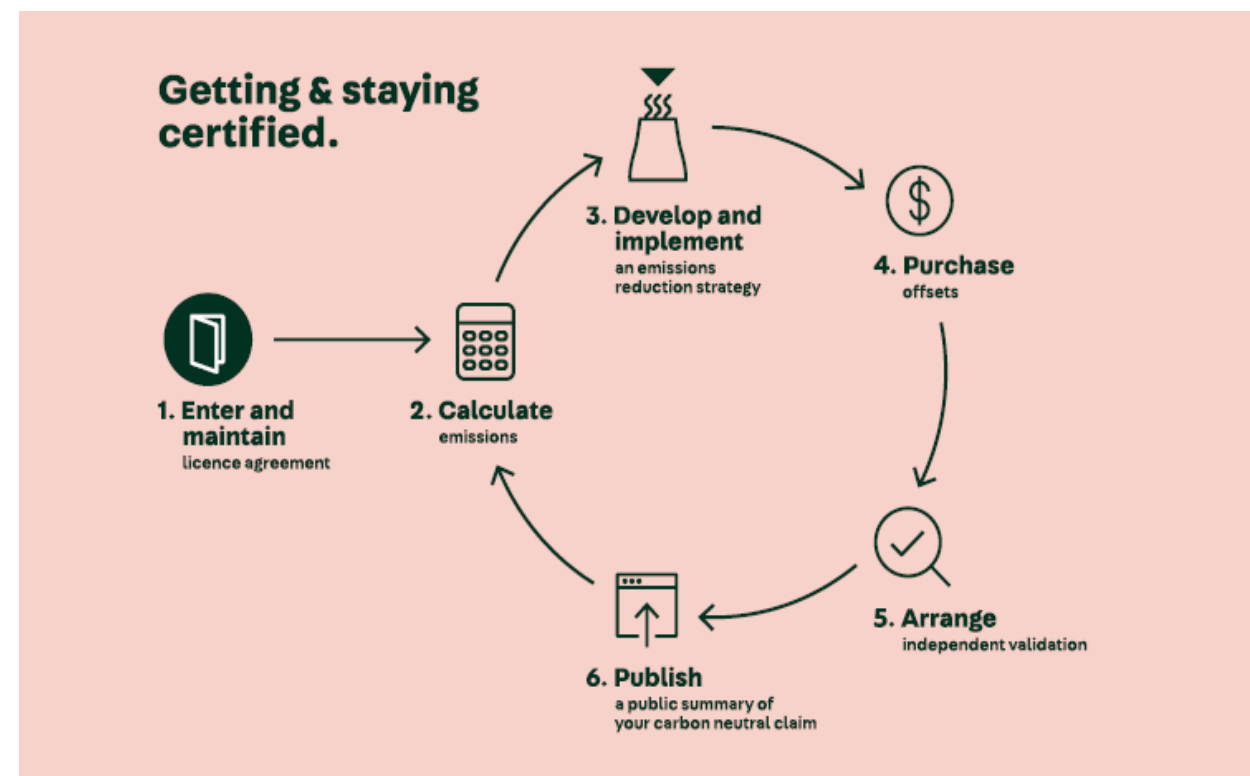 Getting & staying
certified.
1. Enter and
maintain
licence agreement
2. Calculate
emissions
3. Develop and
implement
an emissions
reduction strategy
$
4. Purchase
offsets
5. Arrange
independent validation
6. Publish
a public summary of
your carbon neutral claim